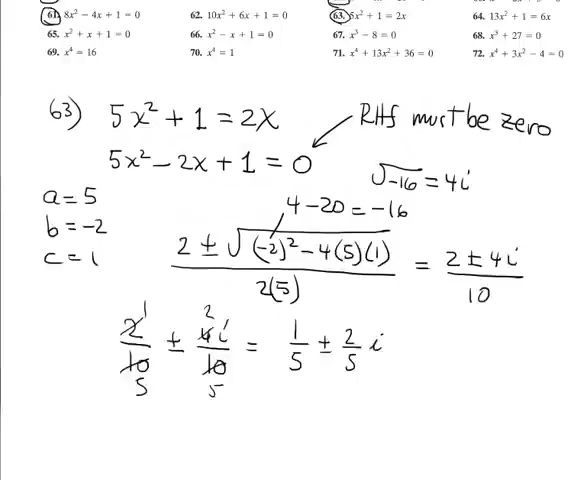 61. 8x² − 4x + 1 = 0 62. 10x² + 6x + 1 = 0 63. 5x² + 1 = 2x 64. 13x² + 1 = 6x
65. x² + x + 1 = 0 66. x² − x + 1 = 0 67. x³ − 8 = 0 68. x³ + 27 = 0
69. x⁴ = 16 70. x⁴ = 1 71. x⁴ + 13x² + 36 = 0 72. x⁴ + 3x² − 4 = 0
63) 5x² + 1 = 2x RHS must be zero
5x² − 2x + 1 = 0
√-16 = 4i
a = 5
b = −2
c = 1
4 − 20 = −16
2 ± √(−2)² − 4(5)(1) / 2(5) = 2 ± 4i / 10
2/10 ± 4i/10 = 1/5 ± 2/5 i
1 2
5 5